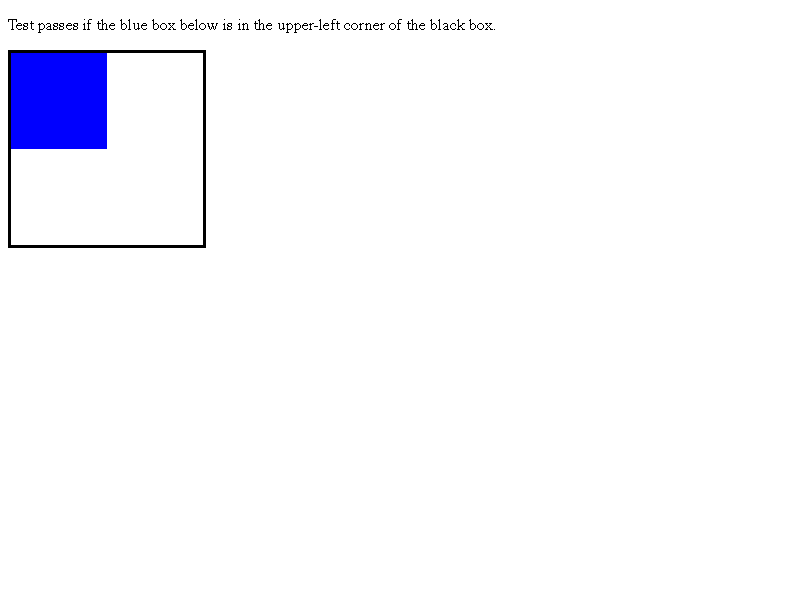 Test passes if the blue box below is in the upper-left corner of the black box.